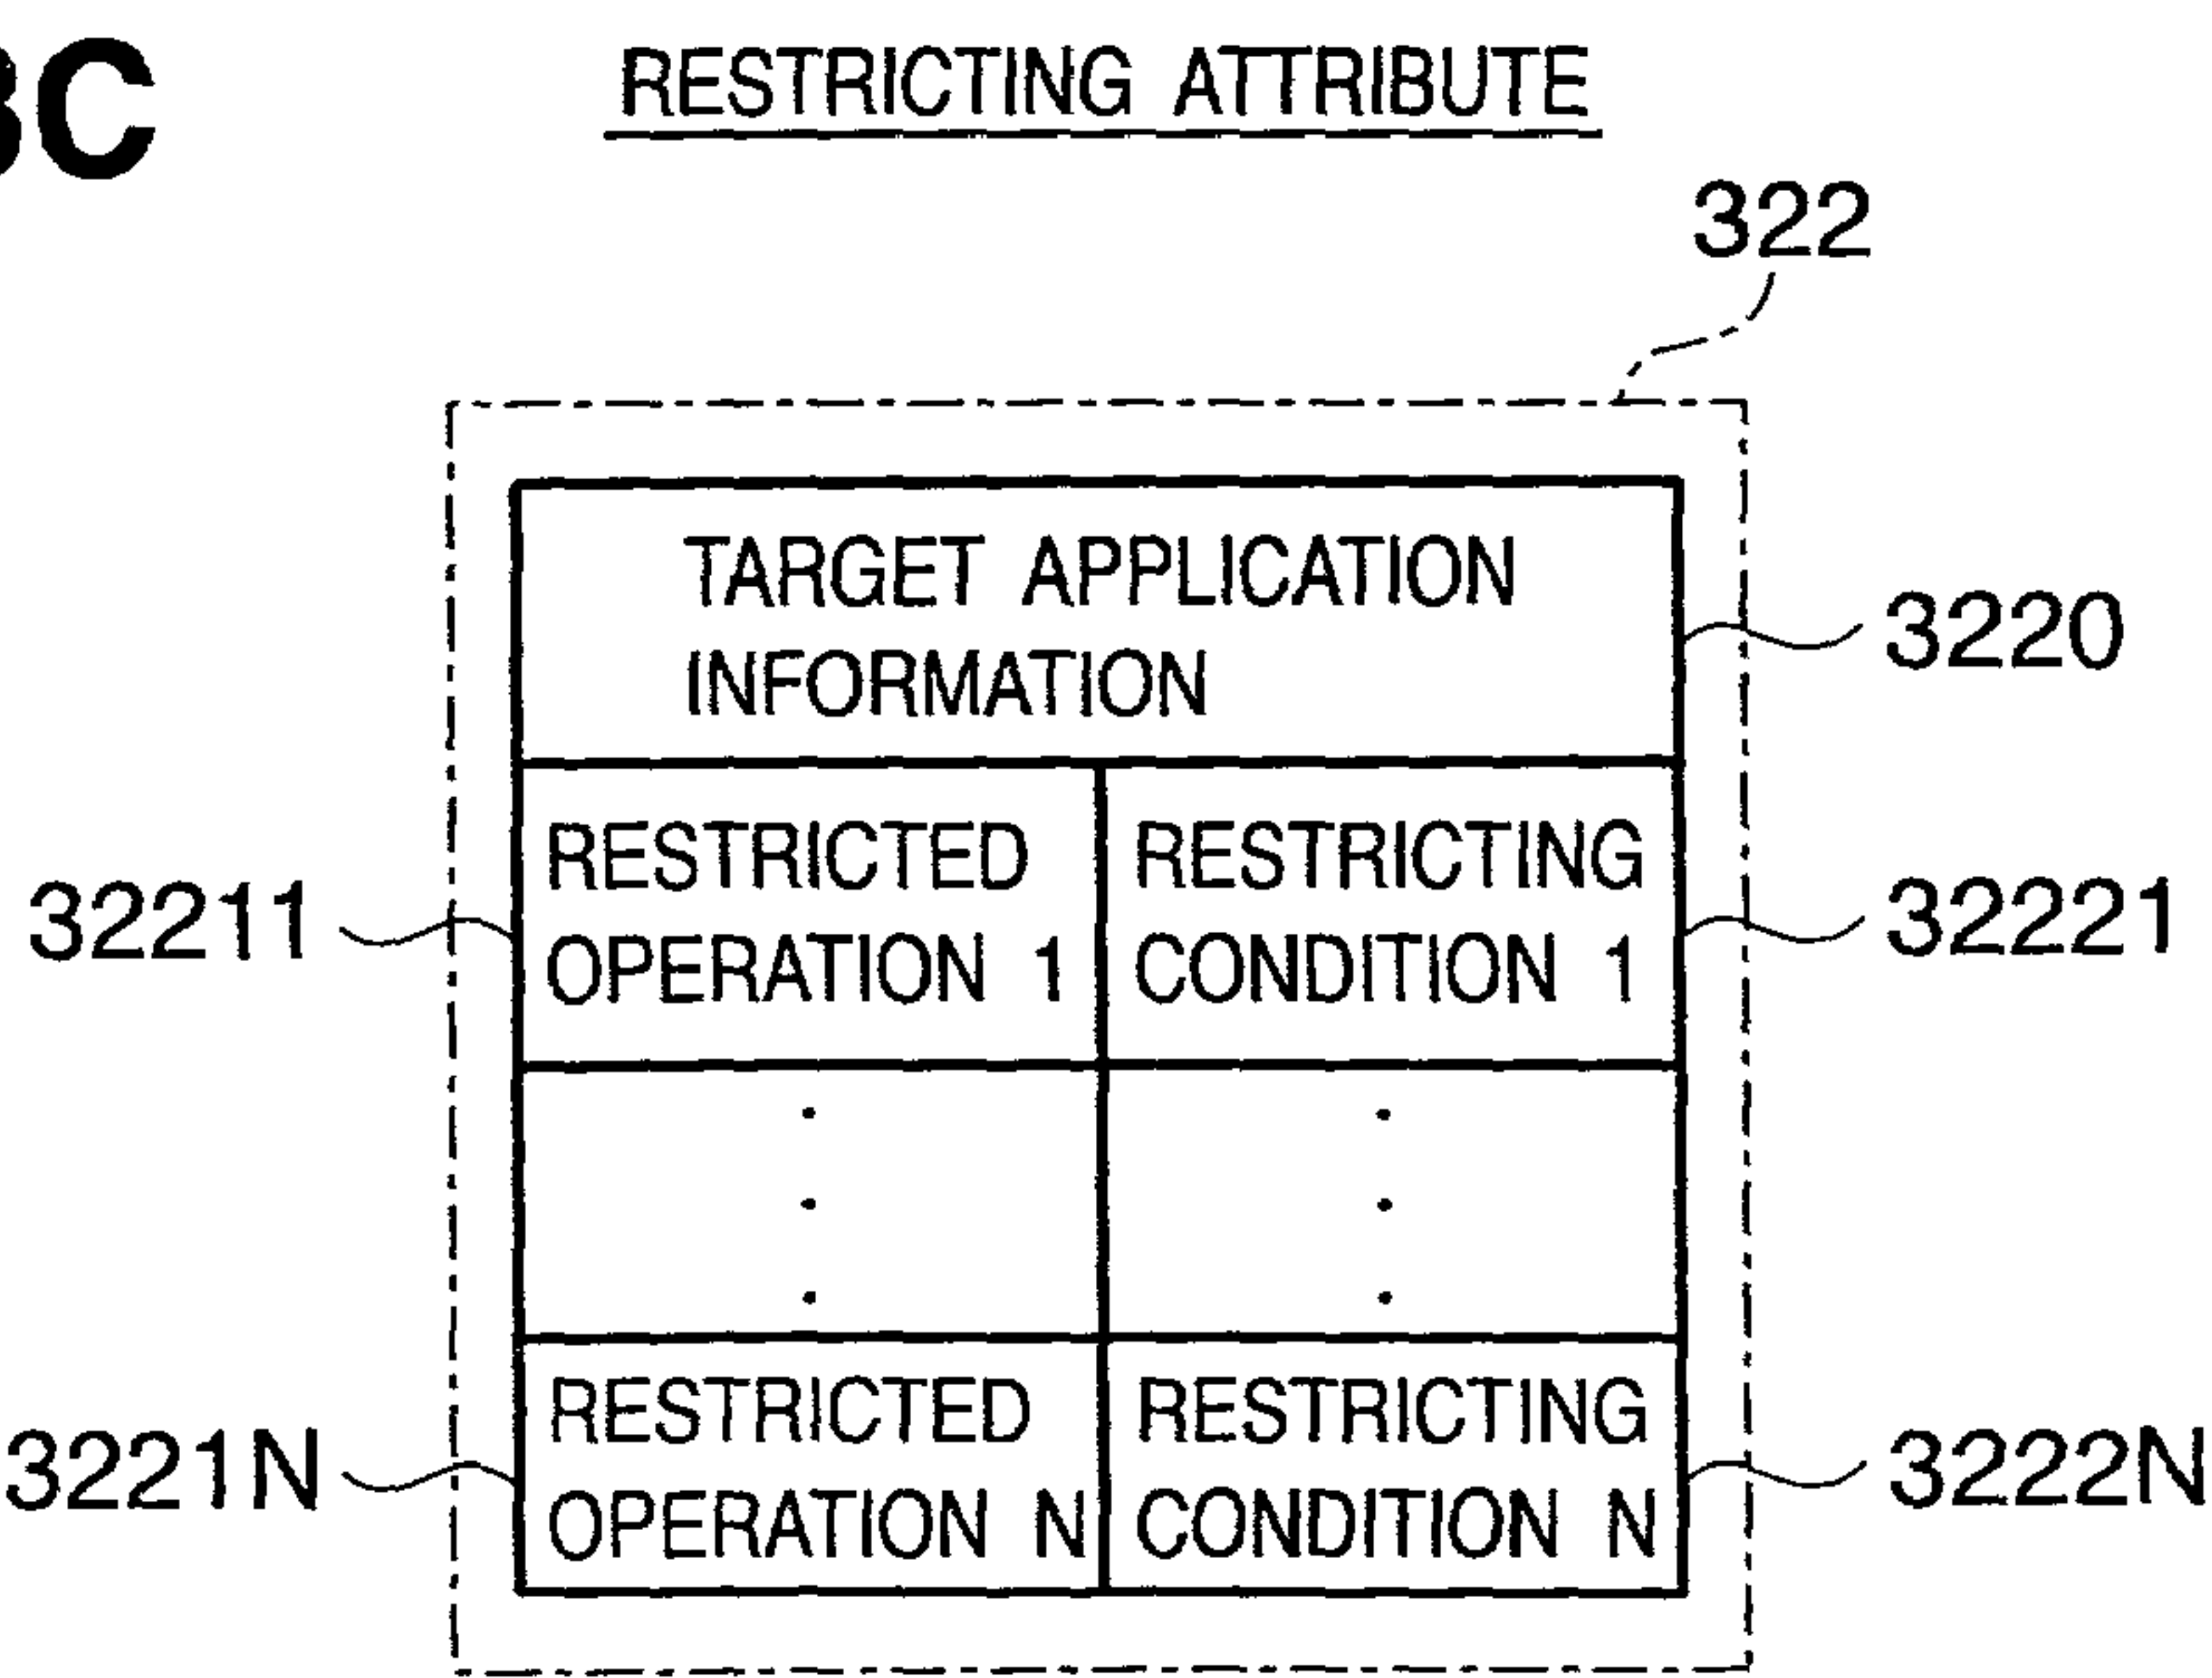 3C
RESTRICTING ATTRIBUTE
322
TARGET APPLICATION
INFORMATION
3220
RESTRICTED
OPERATION 1
RESTRICTING
CONDITION 1
32211
32221
RESTRICTED
OPERATION N
RESTRICTING
CONDITION N
3221N
3222N